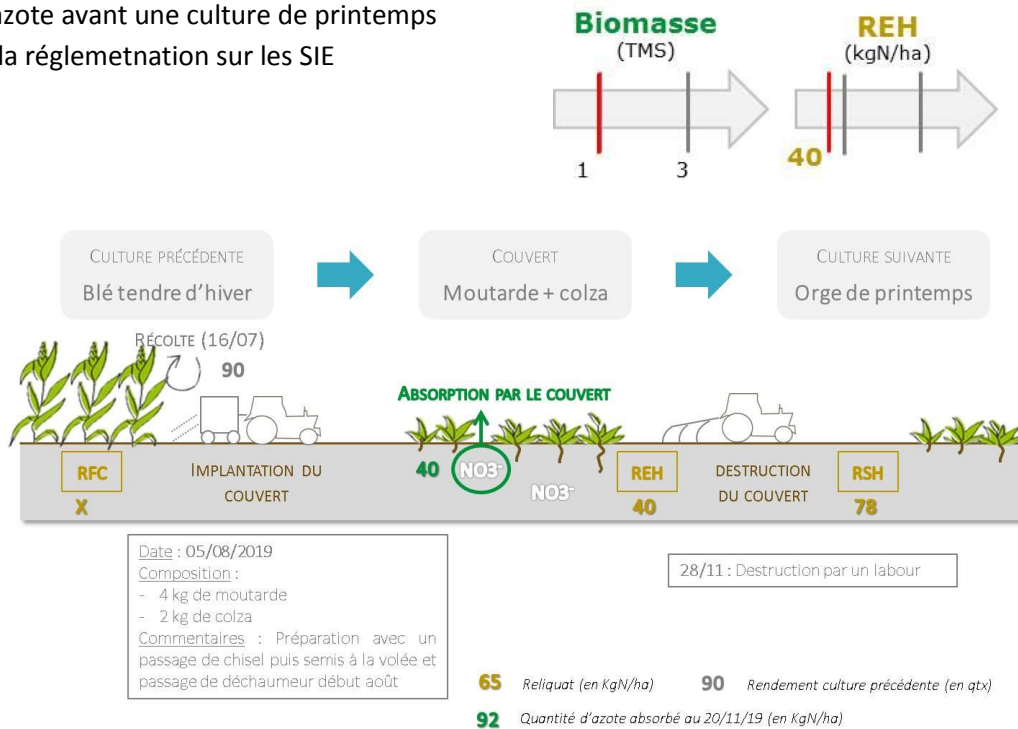 azote avant une culture de printemps
la réglemetnation sur les SIE
Biomasse
(TMS)
1
3
REH
(kgN/ha)
40
CULTURE PRÉCÉDENTE
Blé tendre d'hiver
COUVERT
Moutarde + colza
CULTURE SUIVANTE
Orge de printemps
RÉCOLTE (16/07)
90
ABSORPTION PAR LE COUVERT
RFC
X
IMPLANTATION DU
COUVERT
40
NO3-
NO3-
REH
40
DESTRUCTION
DU COUVERT
RSH
78
Date : 05/08/2019
Composition :
- 4 kg de moutarde
- 2 kg de colza
Commentaires : Préparation avec un
passage de chisel puis semis à la volée et
passage de déchaumeur début août
28/11 : Destruction par un labour
65 Reliquat (en KgN/ha)
90 Rendement culture précédente (en qtx)
92 Quantité d'azote absorbé au 20/11/19 (en KgN/ha)